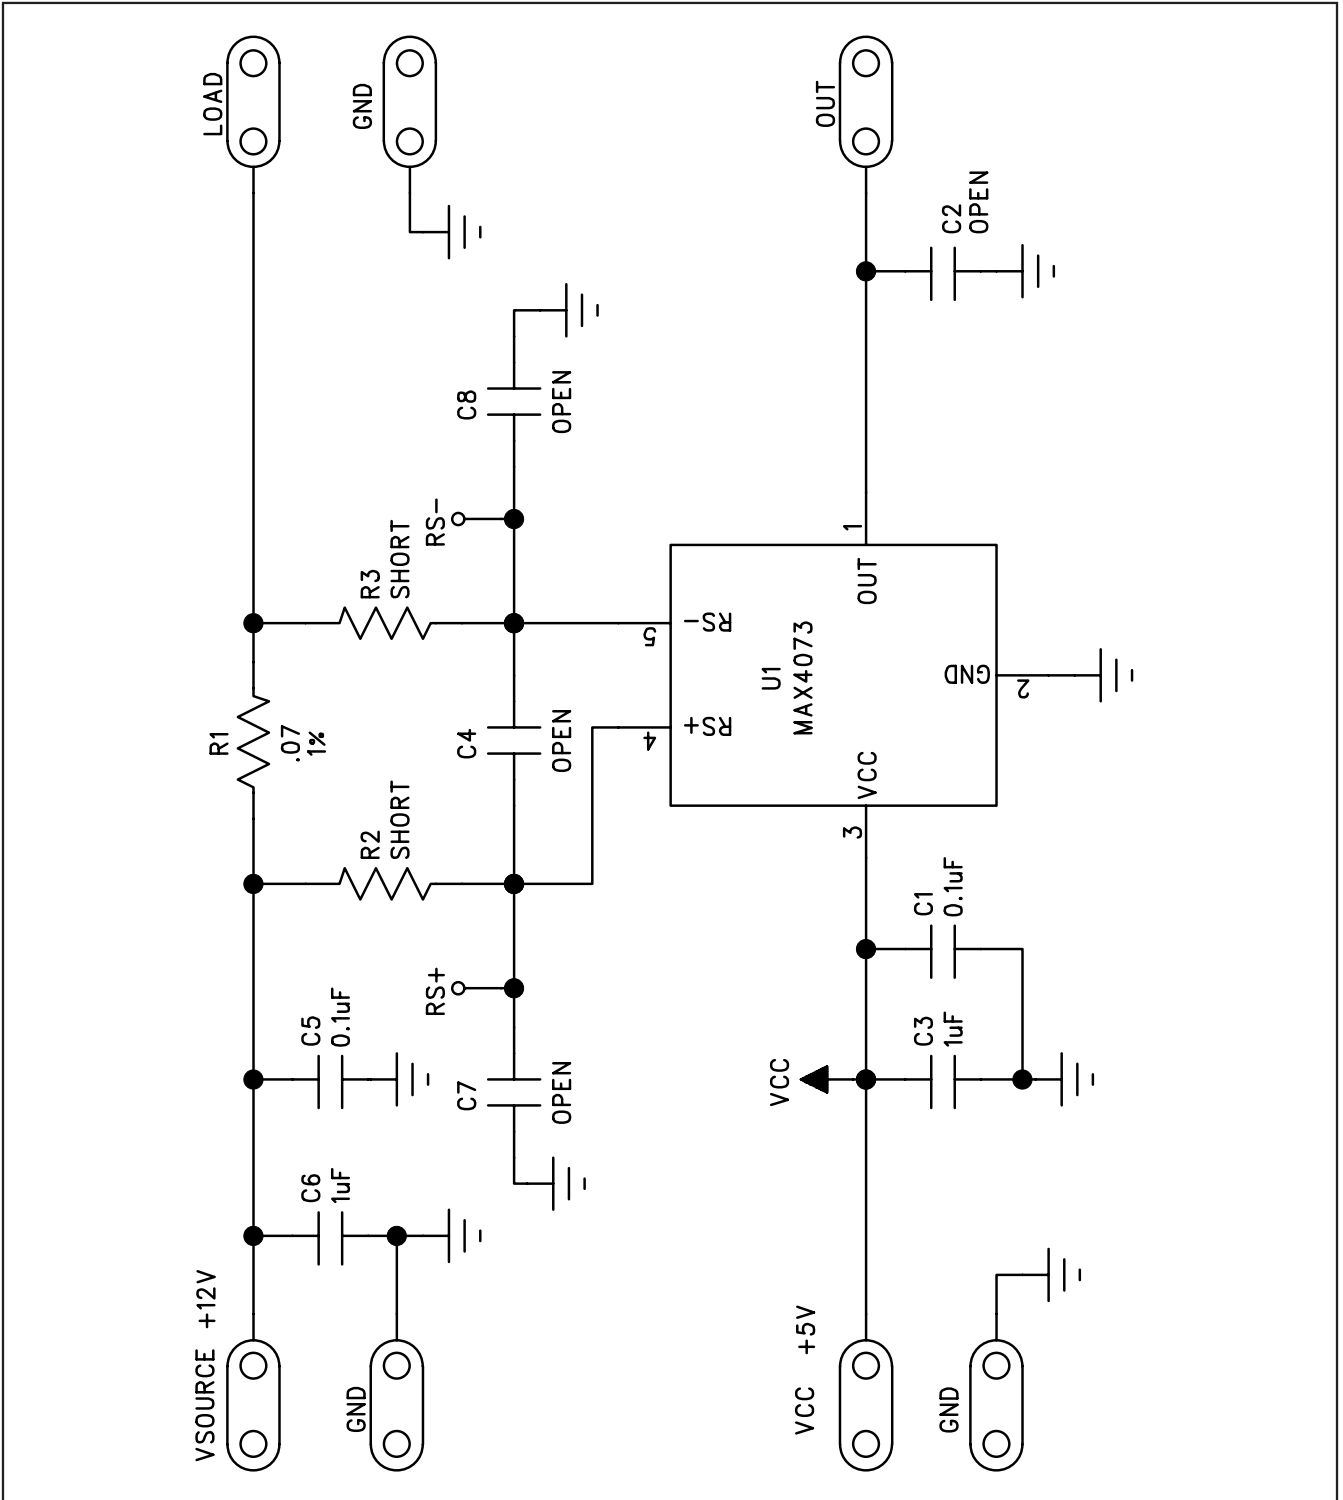 LOAD
GND
OUT
C2
OPEN
C8
OPEN
RS-
R3
SHORT
1
OUT
5
RS-
R1
.07
1%
C4
OPEN
4
RS+
U1
MAX4073
GND
2
VCC
3
R2
SHORT
C1
0.1uF
RS+
C5
0.1uF
C7
OPEN
VCC
C3
1uF
C6
1uF
VSOURCE +12V
GND
VCC +5V
GND